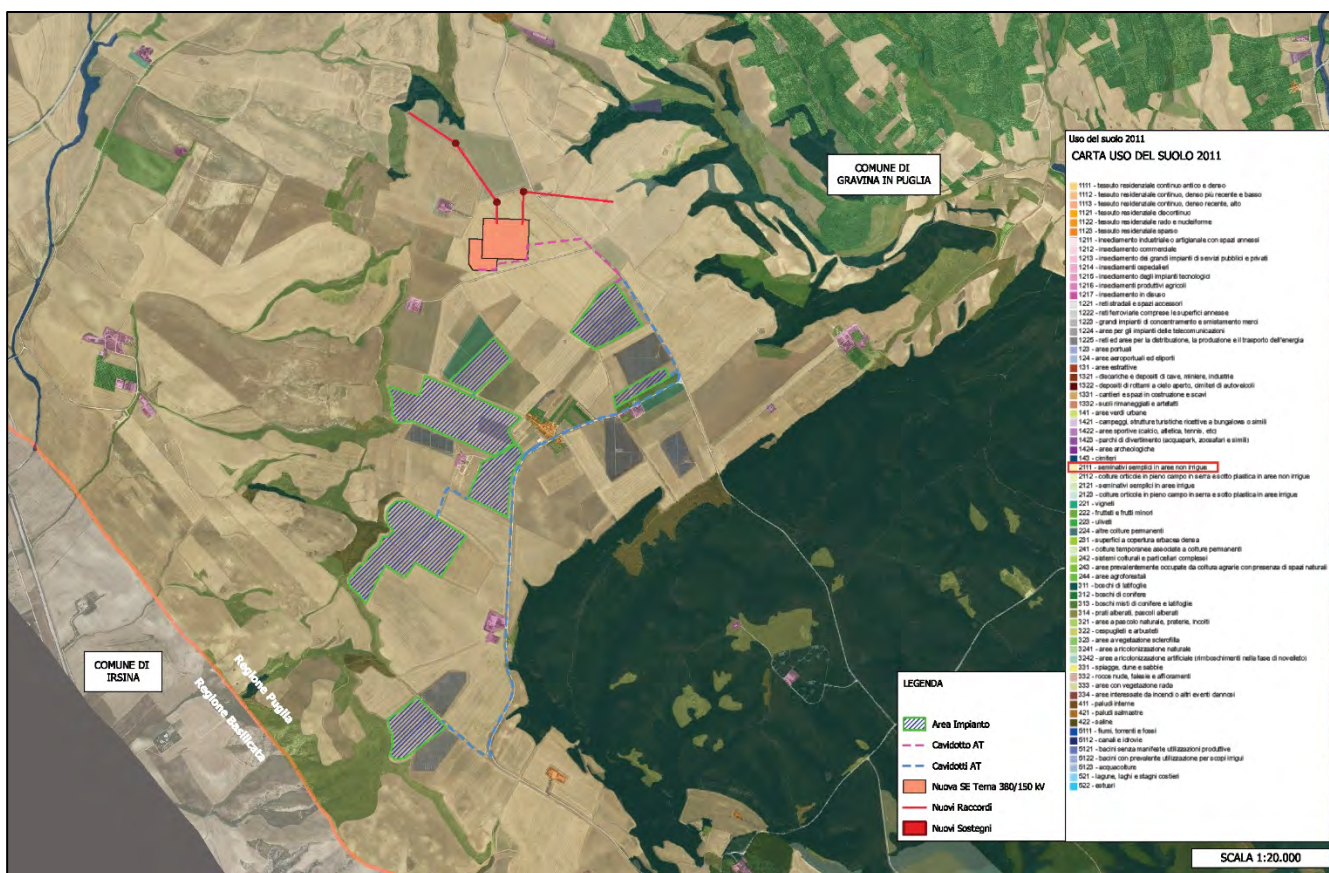 COMUNE DI
GRAVINA IN PUGLIA
COMUNE DI
IRSINA
Regione Puglia
Regione Basilicata
LEGENDA
Area Impianto
Cavidotto AT
Cavidotti AT
Nuova SE Terna 380/150 kV
Nuovi Raccordi
Nuovi Sostegni
Uso del suolo 2011
CARTA USO DEL SUOLO 2011
1111 - tessuto residenziale continuo antico e denso
1112 - tessuto residenziale continuo, denso più recente e basso
1113 - tessuto residenziale continuo, denso recente, alto
1121 - tessuto residenziale discontinuo
1122 - tessuto residenziale rado e nucleiforme
1123 - tessuto residenziale sparso
1211 - insediamento industriale o artigianale con spazi annessi
1212 - insediamento commerciale
1213 - insediamento dei grandi impianti di servizi pubblici e privati
1214 - insediamenti ospedalieri
1215 - insediamento degli impianti tecnologici
1216 - insediamenti produttivi agricoli
1217 - insediamento in disuso
1221 - reti stradali e spazi accessori
1222 - reti ferroviarie comprese le superfici annesse
1223 - grandi impianti di concentramento e smistamento merci
1224 - aree per gli impianti delle telecomunicazioni
1225 - reti ed aree per la distribuzione, la produzione e il trasporto dell'energia
123 - aree portuali
124 - aree aeroportuali ed eliporti
131 - aree estrattive
1321 - discariche e depositi di cave, miniere, industrie
1322 - depositi di rottami a cielo aperto, cimiteri di autoveicoli
1331 - cantieri e spazi in costruzione e scavi
1332 - suoli rimaneggiati e artefatti
141 - aree verdi urbane
1421 - campeggi, strutture turistiche ricettive a bungalows o simili
1422 - aree sportive (calcio, atletica, tennis, etc)
1423 - parchi di divertimento (acquapark, zoosafari e simili)
1424 - aree archeologiche
143 - cimiteri
2111 - seminativi semplici in aree non irrigue
2112 - colture orticole in pieno campo in serra e sotto plastica in aree non irrigue
2121 - seminativi semplici in aree irrigue
2123 - colture orticole in pieno campo in serra e sotto plastica in aree irrigue
221 - vigneti
222 - frutteti e frutti minori
223 - uliveti
224 - altre colture permanenti
231 - superfici a copertura erbacea densa
241 - colture temporanee associate a colture permanenti
242 - sistemi colturali e particellari complessi
243 - aree prevalentemente occupate da coltura agrarie con presenza di spazi naturali
244 - aree agroforestali
311 - boschi di latifoglie
312 - boschi di conifere
313 - boschi misti di conifere e latifoglie
314 - prati alberati, pascoli alberati
321 - aree a pascolo naturale, praterie, incolti
322 - cespuglieti e arbusteti
323 - aree a vegetazione sclerofilla
3241 - aree a ricolonizzazione naturale
3242 - aree a ricolonizzazione artificiale (rimboschimenti nella fase di novelleto)
331 - spiagge, dune e sabbie
332 - rocce nude, falesie e affioramenti
333 - aree con vegetazione rada
334 - aree interessate da incendi o altri eventi dannosi
411 - paludi interne
421 - paludi salmastre
422 - saline
5111 - fiumi, torrenti e fossi
5112 - canali e idrovie
5121 - bacini senza manifeste utilizzazioni produttive
5122 - bacini con prevalente utilizzazione per scopi irrigui
5123 - acquacolture
521 - lagune, laghi e stagni costieri
522 - estuari
SCALA 1:20.000